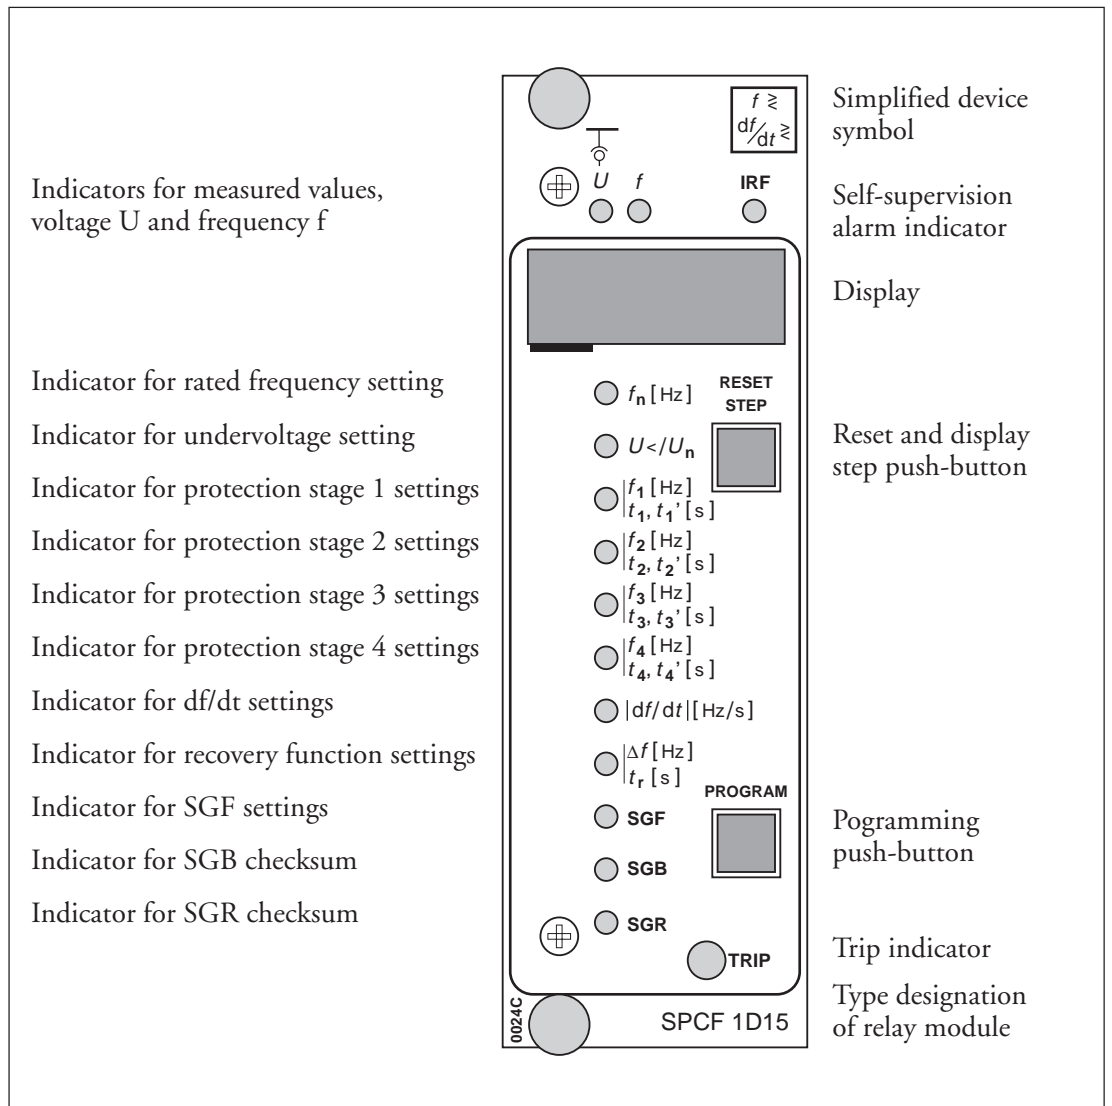 Indicators for measured values,
voltage U and frequency f
Indicator for rated frequency setting
Indicator for undervoltage setting
Indicator for protection stage 1 settings
Indicator for protection stage 2 settings
Indicator for protection stage 3 settings
Indicator for protection stage 4 settings
Indicator for df/dt settings
Indicator for recovery function settings
Indicator for SGF settings
Indicator for SGB checksum
Indicator for SGR checksum
f ≷
df/dt ≷
U f
IRF
RESET
STEP
fn [Hz]
U</Un
f1 [Hz]
t1, t1' [s]
f2 [Hz]
t2, t2' [s]
f3 [Hz]
t3, t3' [s]
f4 [Hz]
t4, t4' [s]
|df/dt| [Hz/s]
Δf [Hz]
tr [s]
PROGRAM
SGF
SGB
SGR
TRIP
0024C
SPCF 1D15
Simplified device
symbol
Self-supervision
alarm indicator
Display
Reset and display
step push-button
Pogramming
push-button
Trip indicator
Type designation
of relay module